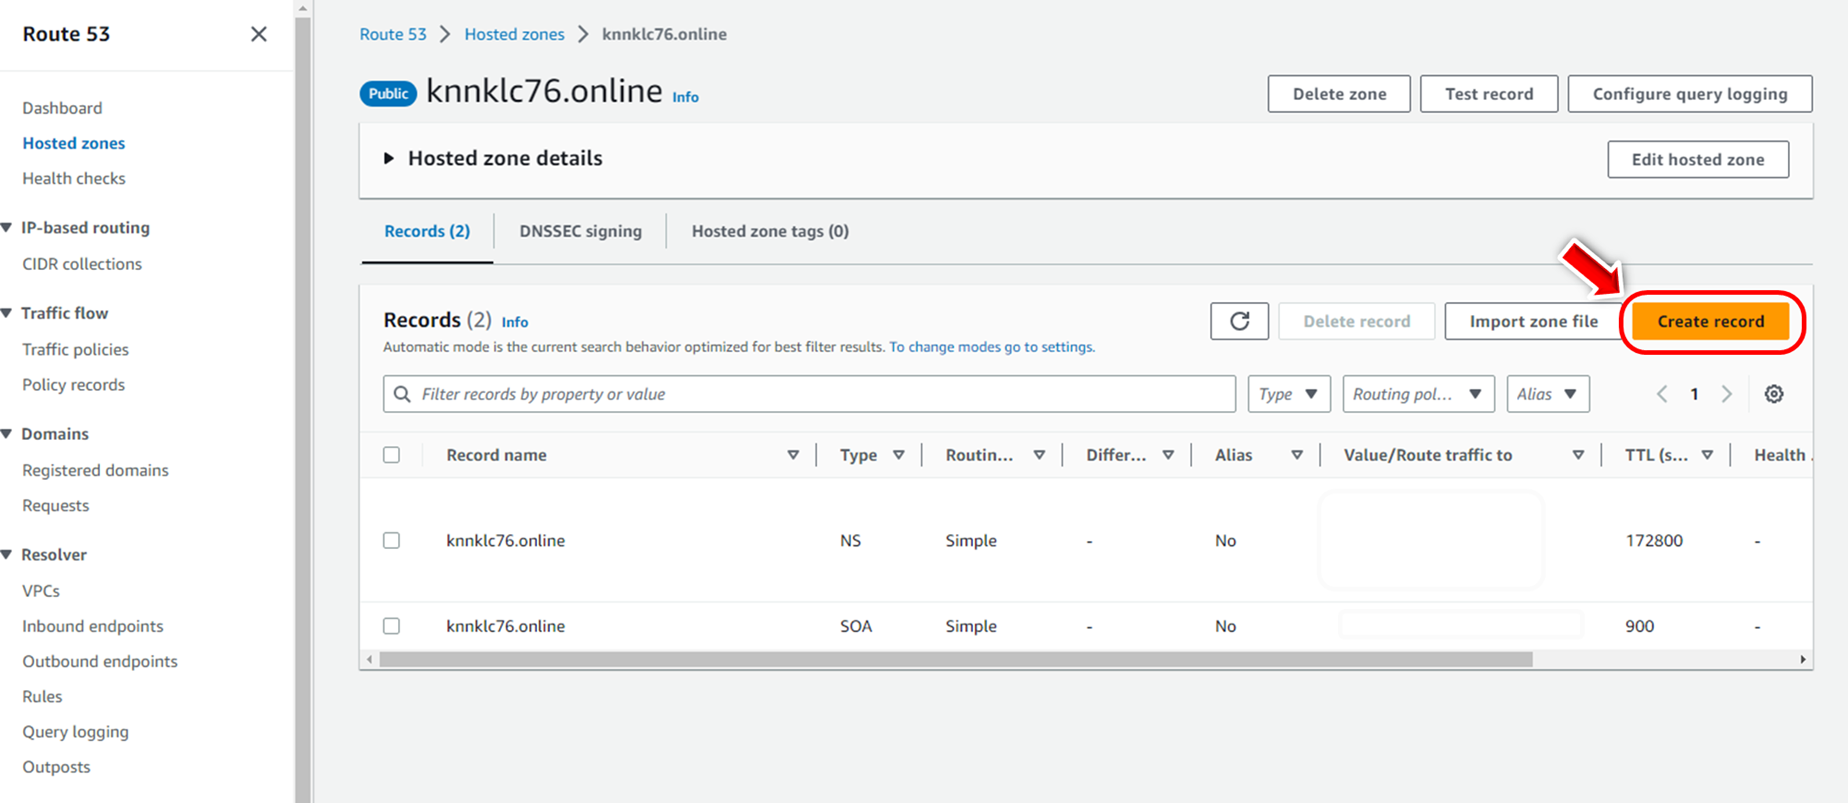 Route 53
Dashboard
Hosted zones
Health checks
IP-based routing
CIDR collections
Traffic flow
Traffic policies
Policy records
Domains
Registered domains
Requests
Resolver
VPCs
Inbound endpoints
Outbound endpoints
Rules
Query logging
Outposts
Route 53 Hosted zones knnklc76.online
Public knnklc76.online Info Delete zone Test record Configure query logging
Hosted zone details Edit hosted zone
Records (2) DNSSEC signing Hosted zone tags (0)
Records (2) Info Delete record Import zone file Create record
Automatic mode is the current search behavior optimized for best filter results. To change modes go to settings.
Filter records by property or value Type Routing pol... Alias 1
Record name Type Routin... Differ... Alias Value/Route traffic to TTL (s... Health .
knnklc76.online NS Simple - No 172800 -
knnklc76.online SOA Simple - No 900 -